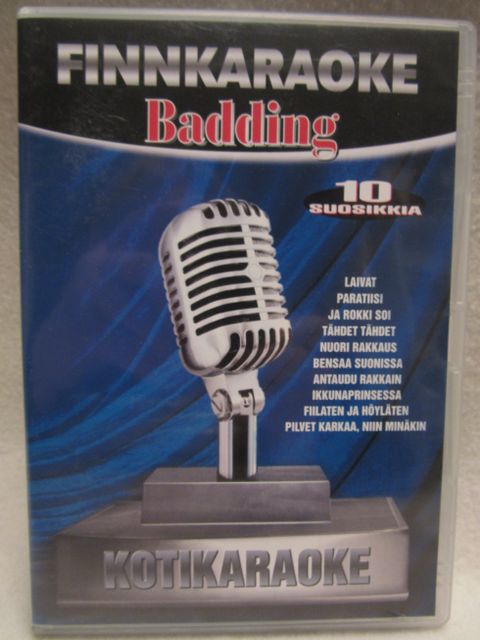 FINNKARAOKE
Badding
10
SUOSIKKIA
LAIVAT
PARATIISI
JA ROKKI SOI
TÄHDET TÄHDET
NUORI RAKKAUS
BENSAA SUONISSA
ANTAUDU RAKKAIN
IKKUNAPRINSESSA
FIILATEN JA HÖYLÄTEN
PILVET KARKAA, NIIN MINÄKIN
KOTIKARAOKE